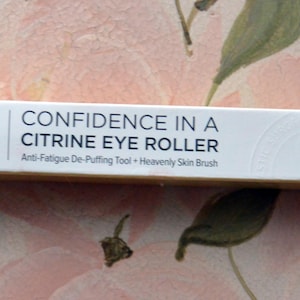 CONFIDENCE IN A
CITRINE EYE ROLLER
Anti-Fatigue De-Puffing Tool + Heavenly Skin Brush